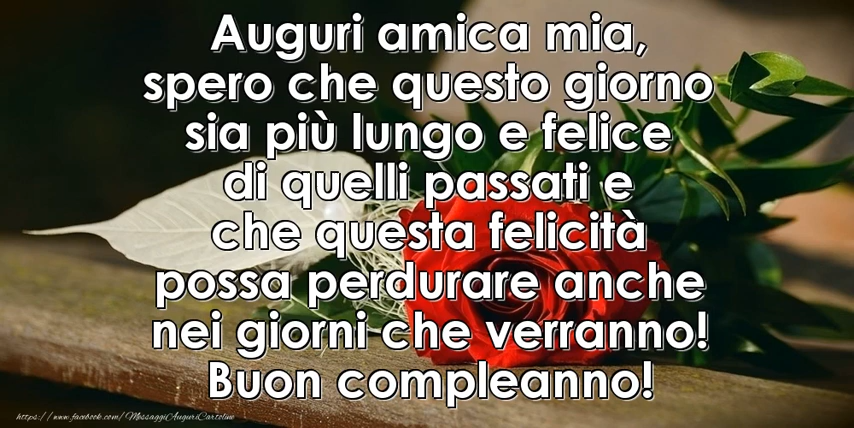 Auguri amica mia,
spero che questo giorno
sia più lungo e felice
di quelli passati e
che questa felicità
possa perdurare anche
nei giorni che verranno!
Buon compleanno!
https://www.facebook.com/MessaggiAuguriCartoline